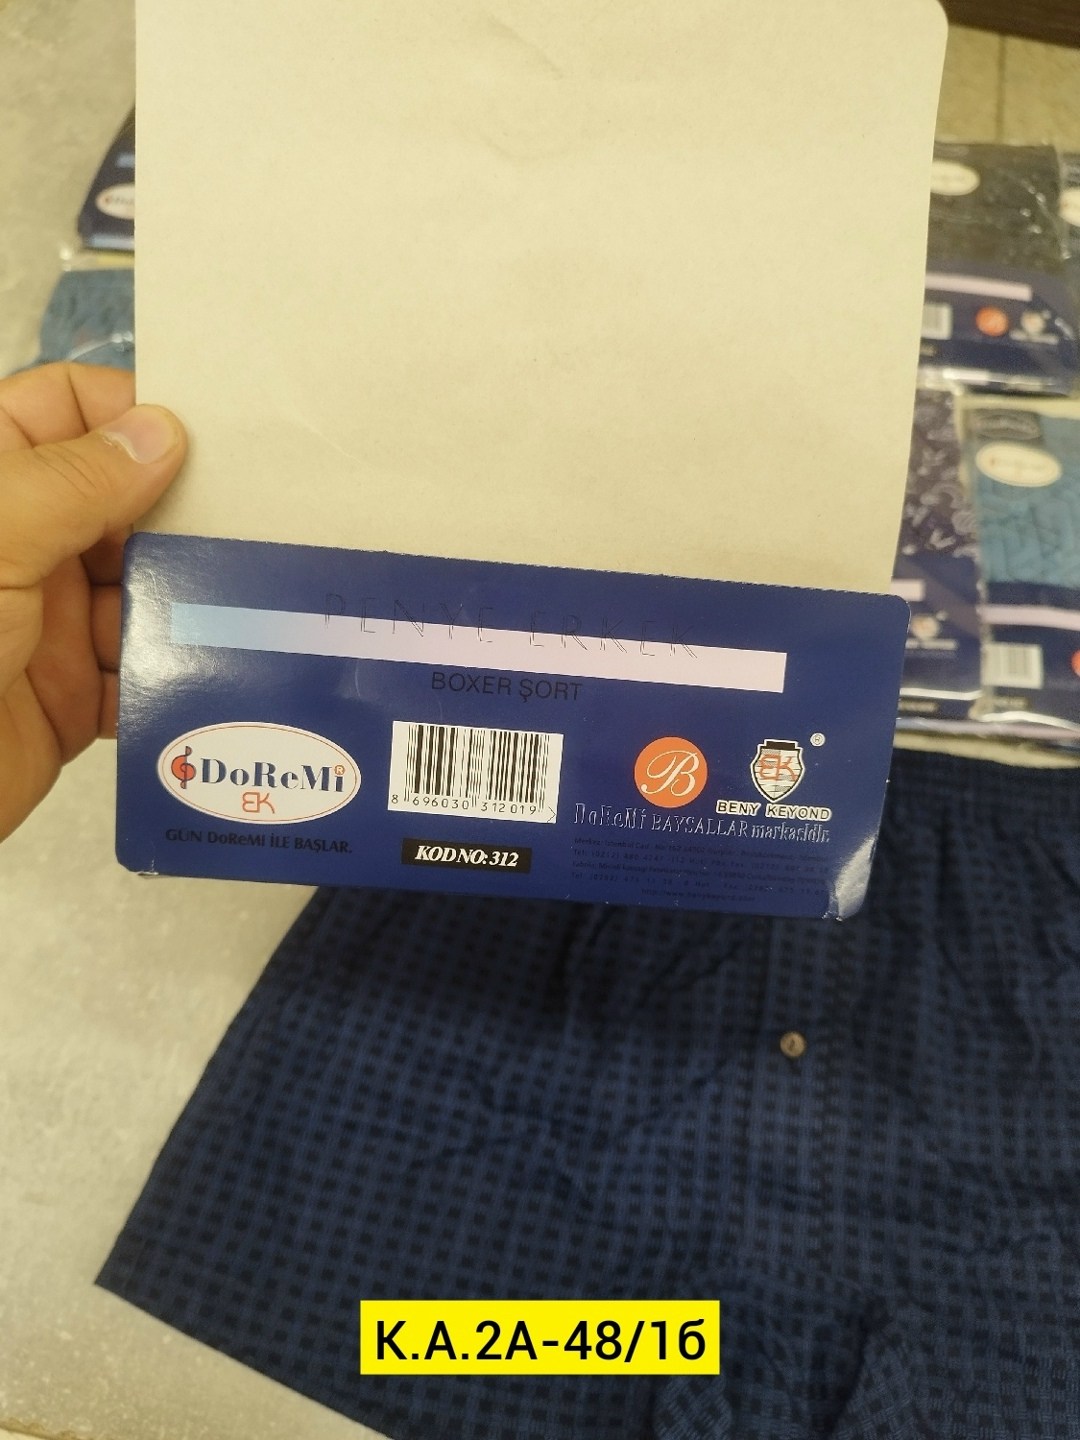 PENYE ERKEK
BOXER ŞORT
DoReMi®
BK
GÜN DoReMİ İLE BAŞLAR.
8 696030 312019 >
KOD NO: 312
B
BK ®
BENY KEYOND
DoReMi BAYSALLAR markasıdır.
К.А.2А-48/1б